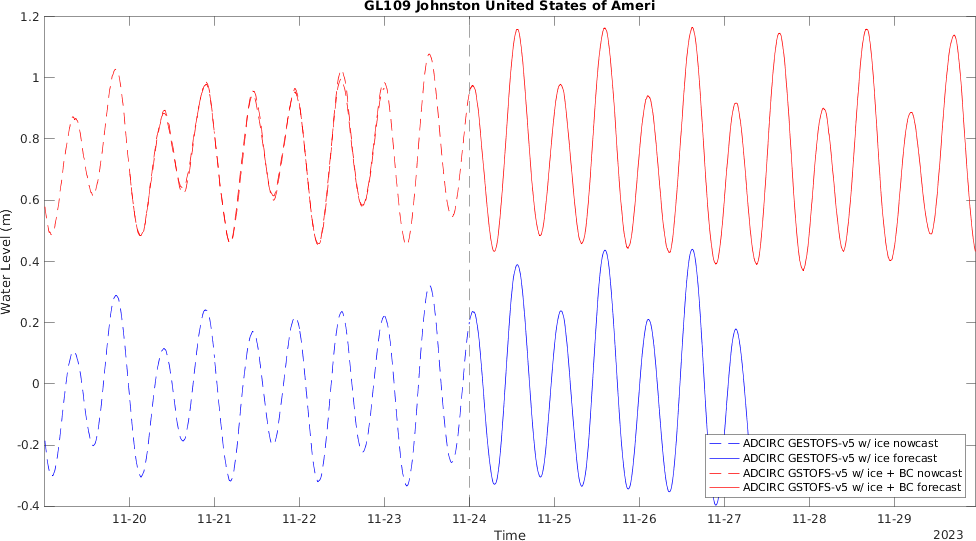 GL109 Johnston United States of Ameri
1.2
1
0.8
0.6
0.4
0.2
0
-0.2
-0.4
Water Level (m)
11-20 11-21 11-22 11-23 11-24 11-25 11-26 11-27 11-28 11-29
Time
2023
ADCIRC GESTOFS-v5 w/ ice nowcast
ADCIRC GESTOFS-v5 w/ ice forecast
ADCIRC GSTOFS-v5 w/ ice + BC nowcast
ADCIRC GSTOFS-v5 w/ ice + BC forecast